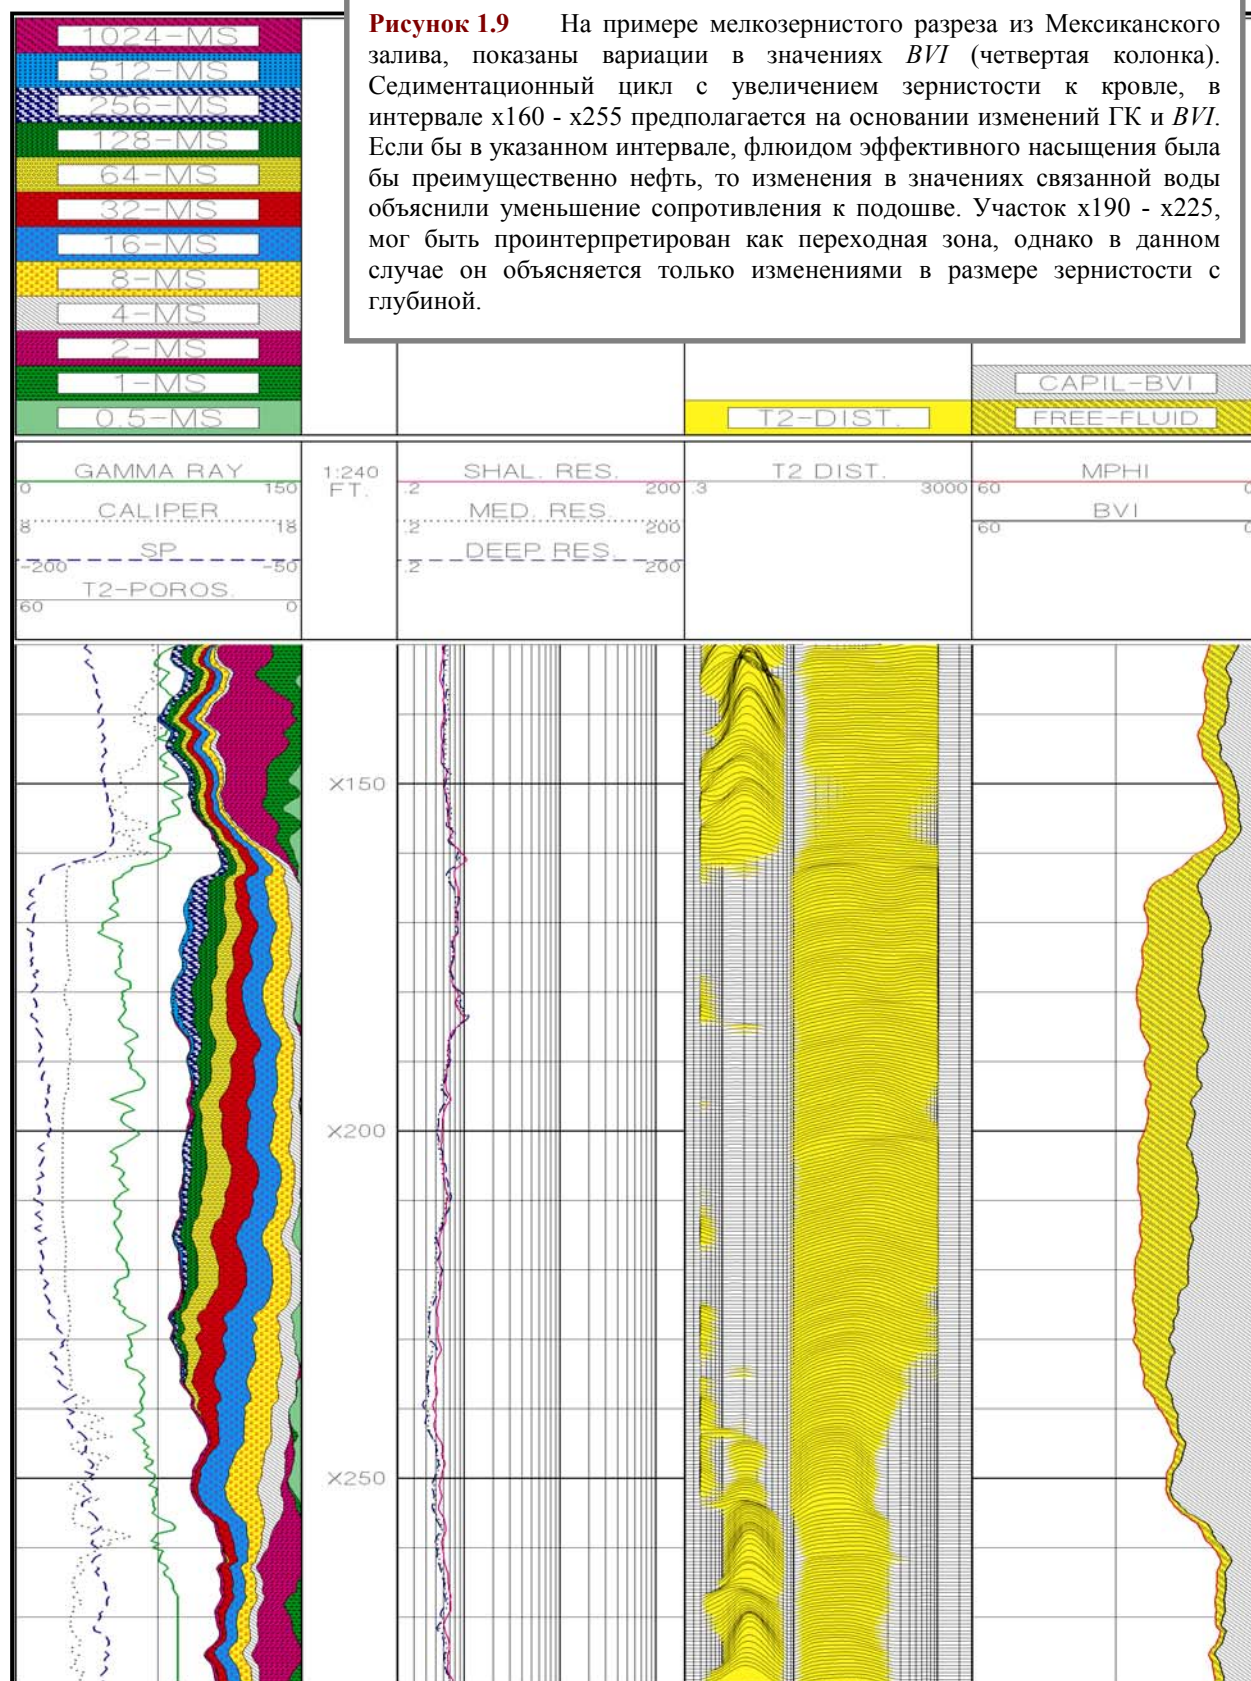 Рисунок 1.9 На примере мелкозернистого разреза из Мексиканского
залива, показаны вариации в значениях BVI (четвертая колонка).
Седиментационный цикл с увеличением зернистости к кровле, в
интервале x160 - x255 предполагается на основании изменений ГК и BVI.
Если бы в указанном интервале, флюидом эффективного насыщения была
бы преимущественно нефть, то изменения в значениях связанной воды
объяснили уменьшение сопротивления к подошве. Участок x190 - x225,
мог быть проинтерпретирован как переходная зона, однако в данном
случае он объясняется только изменениями в размере зернистости с
глубиной.
1024-MS
512-MS
256-MS
128-MS
64-MS
32-MS
16-MS
8-MS
4-MS
2-MS
1-MS
0.5-MS
T2-DIST.
CAPIL-BVI
FREE-FLUID
GAMMA RAY
0 150
CALIPER
8 18
SP
-200 -50
T2-POROS.
60 0
1:240
FT.
SHAL. RES.
.2 200
MED. RES.
.2 200
DEEP RES.
.2 200
T2 DIST.
.3 3000
MPHI
60 0
BVI
60 0
X150
X200
X250